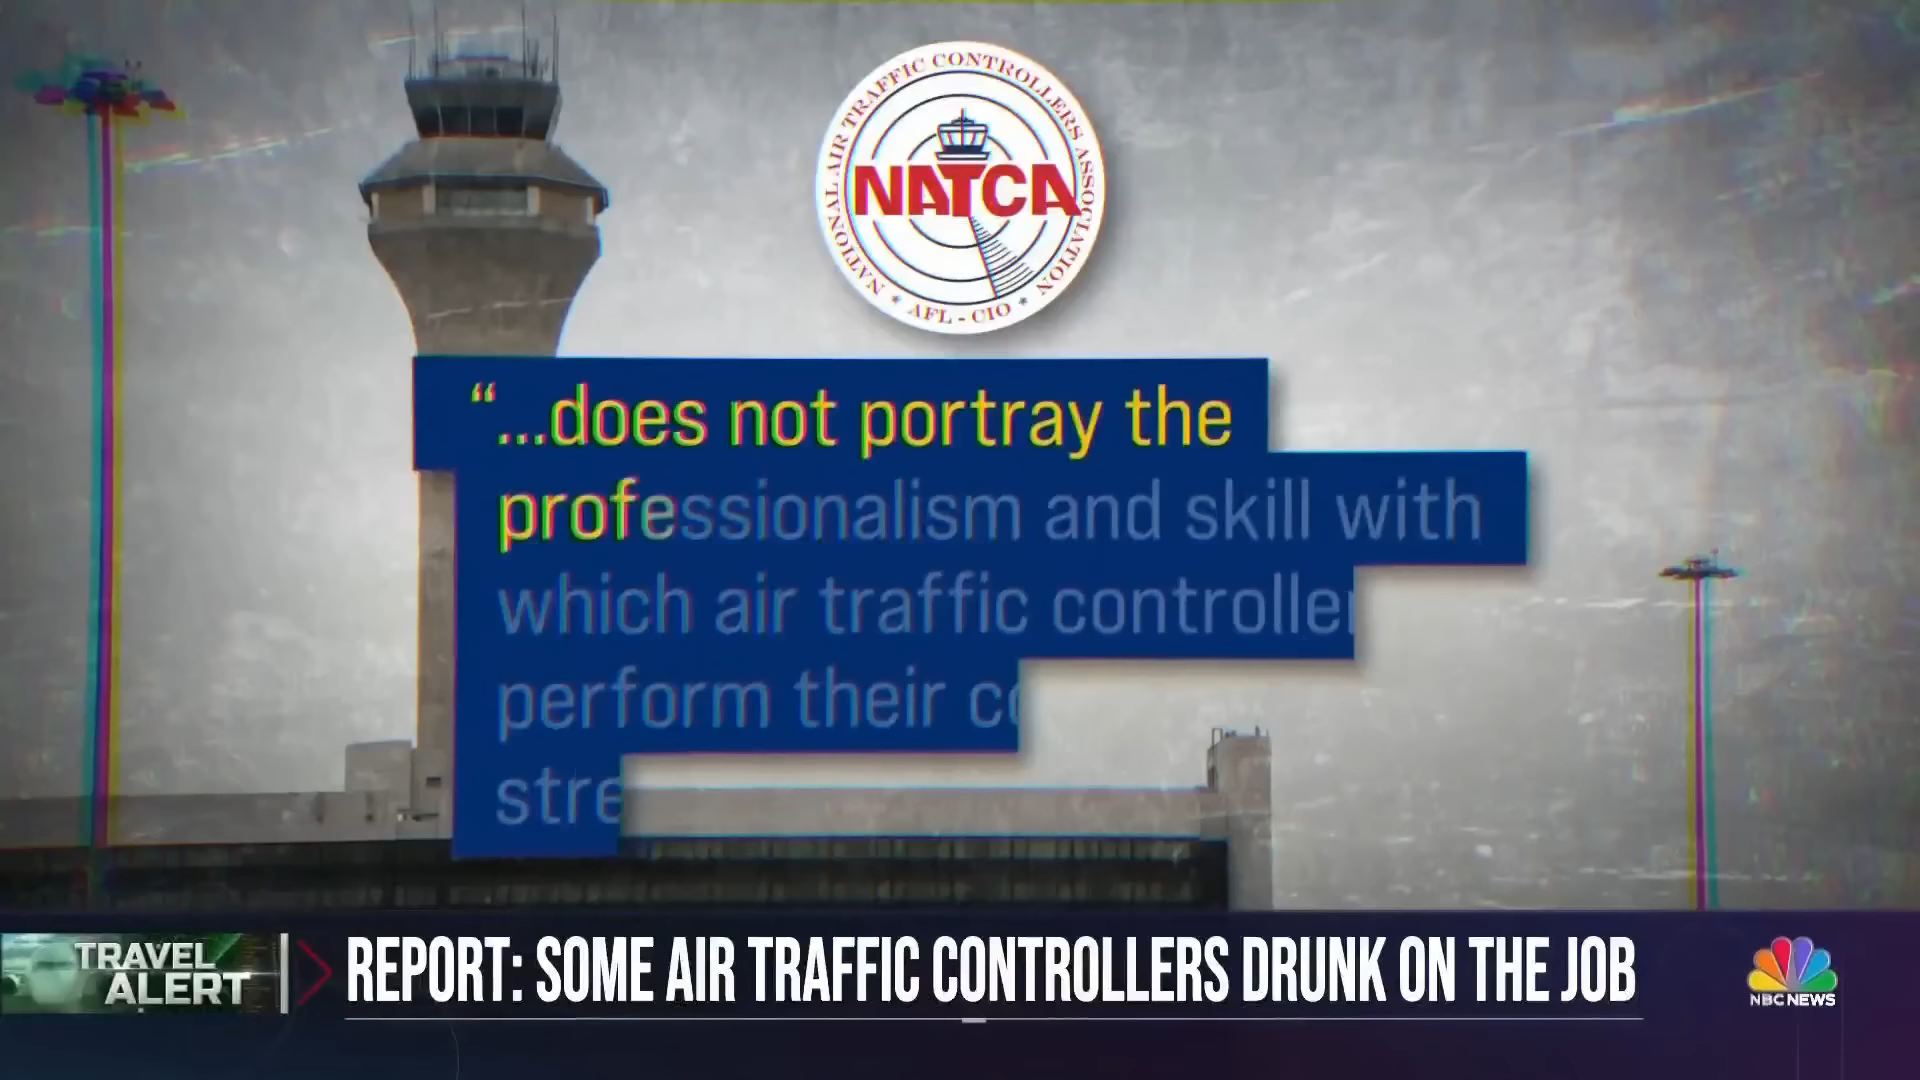 NATIONAL AIR TRAFFIC CONTROLLERS ASSOCIATION
NATCA
* AFL - CIO *
“...does not portray the
professionalism and skill with
which air traffic controller
perform their co
stre
TRAVEL
ALERT
REPORT: SOME AIR TRAFFIC CONTROLLERS DRUNK ON THE JOB
NBC NEWS